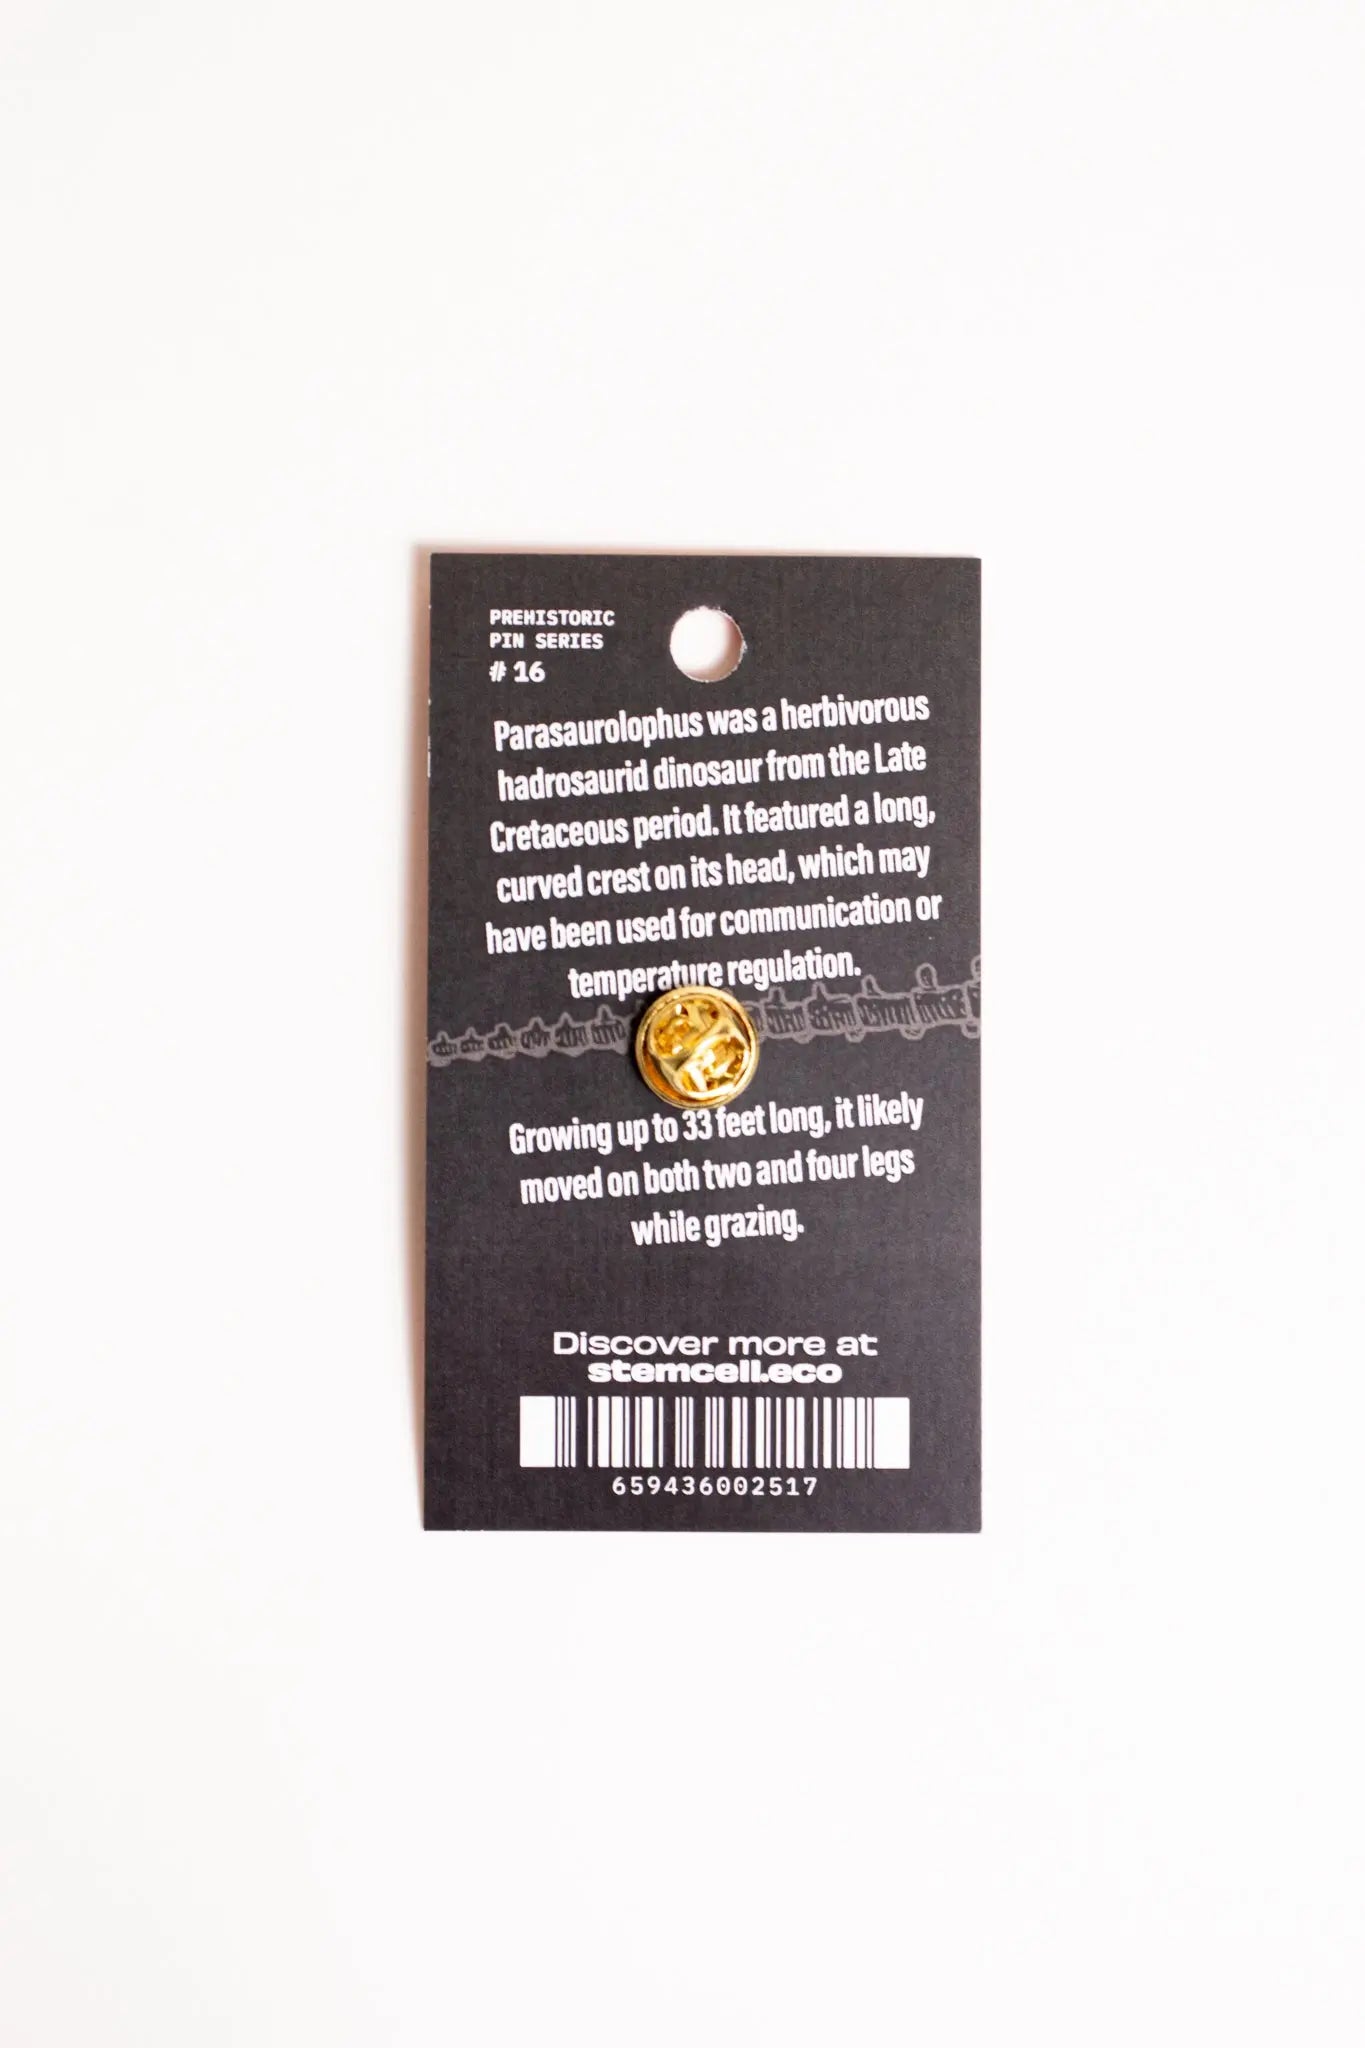 PREHISTORIC
PIN SERIES
# 16
Parasaurolophus was a herbivorous
hadrosaurid dinosaur from the Late
Cretaceous period. It featured a long,
curved crest on its head, which may
have been used for communication or
temperature regulation.
Growing up to 33 feet long, it likely
moved on both two and four legs
while grazing.
Discover more at
stemcell.eco
659436002517